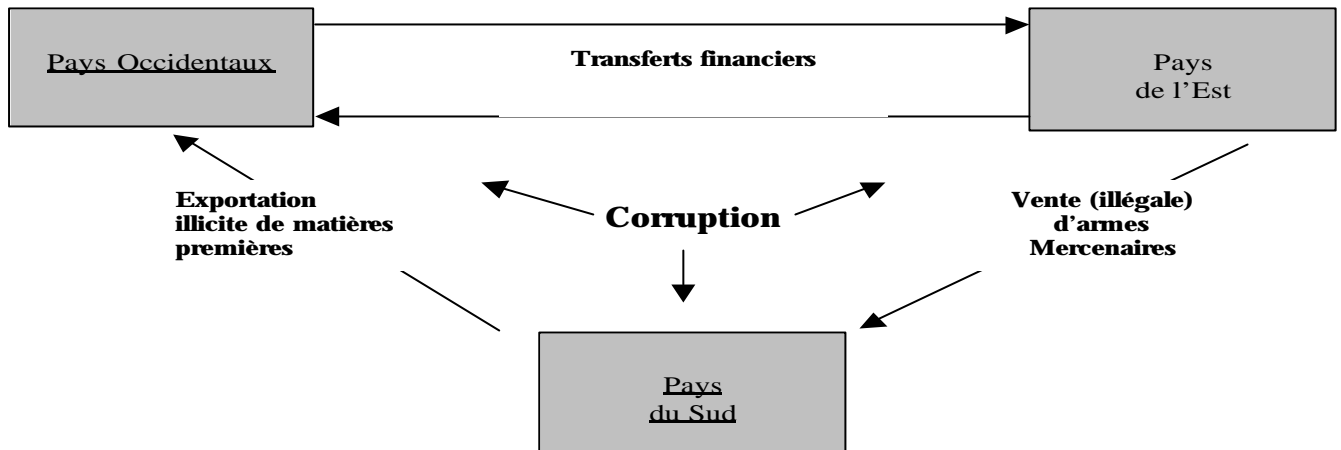 Pays Occidentaux
Transferts financiers
Pays
de l'Est
Exportation
illicite de matières
premières
Corruption
Vente (illégale)
d'armes
Mercenaires
Pays
du Sud